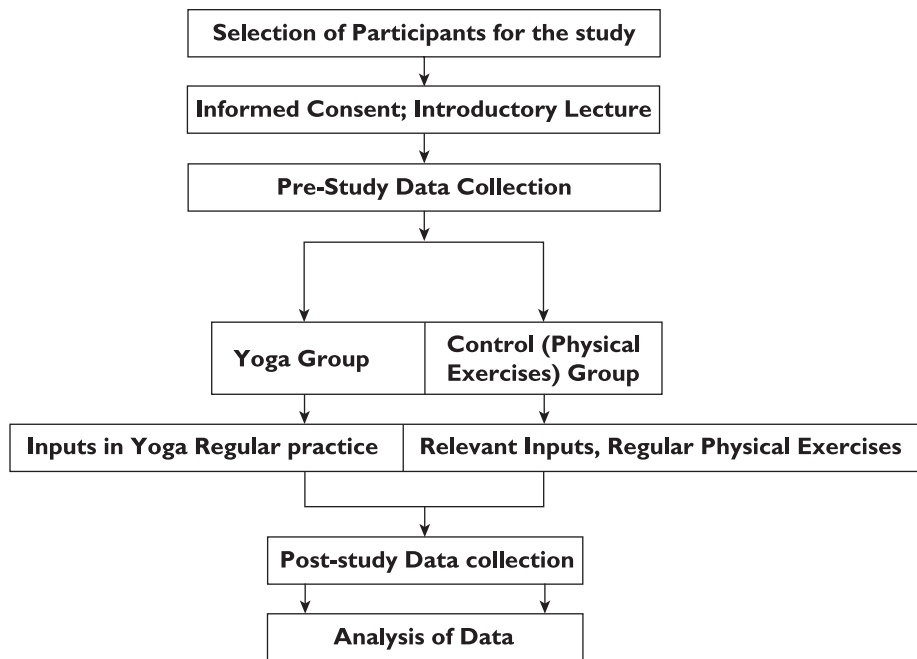 Selection of Participants for the study
Informed Consent; Introductory Lecture
Pre-Study Data Collection
Yoga Group
Control (Physical
Exercises) Group
Inputs in Yoga Regular practice
Relevant Inputs, Regular Physical Exercises
Post-study Data collection
Analysis of Data